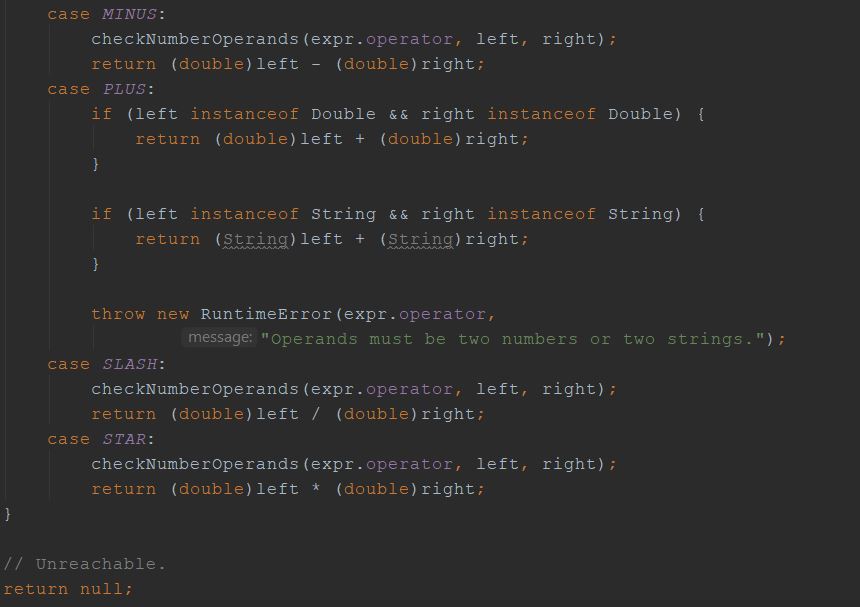 case MINUS:
checkNumberOperands(expr.operator, left, right);
return (double)left - (double)right;
case PLUS:
if (left instanceof Double && right instanceof Double) {
return (double)left + (double)right;
}
if (left instanceof String && right instanceof String) {
return (String)left + (String)right;
}
throw new RuntimeError(expr.operator,
message: "Operands must be two numbers or two strings.");
case SLASH:
checkNumberOperands(expr.operator, left, right);
return (double)left / (double)right;
case STAR:
checkNumberOperands(expr.operator, left, right);
return (double)left * (double)right;
}
// Unreachable.
return null;